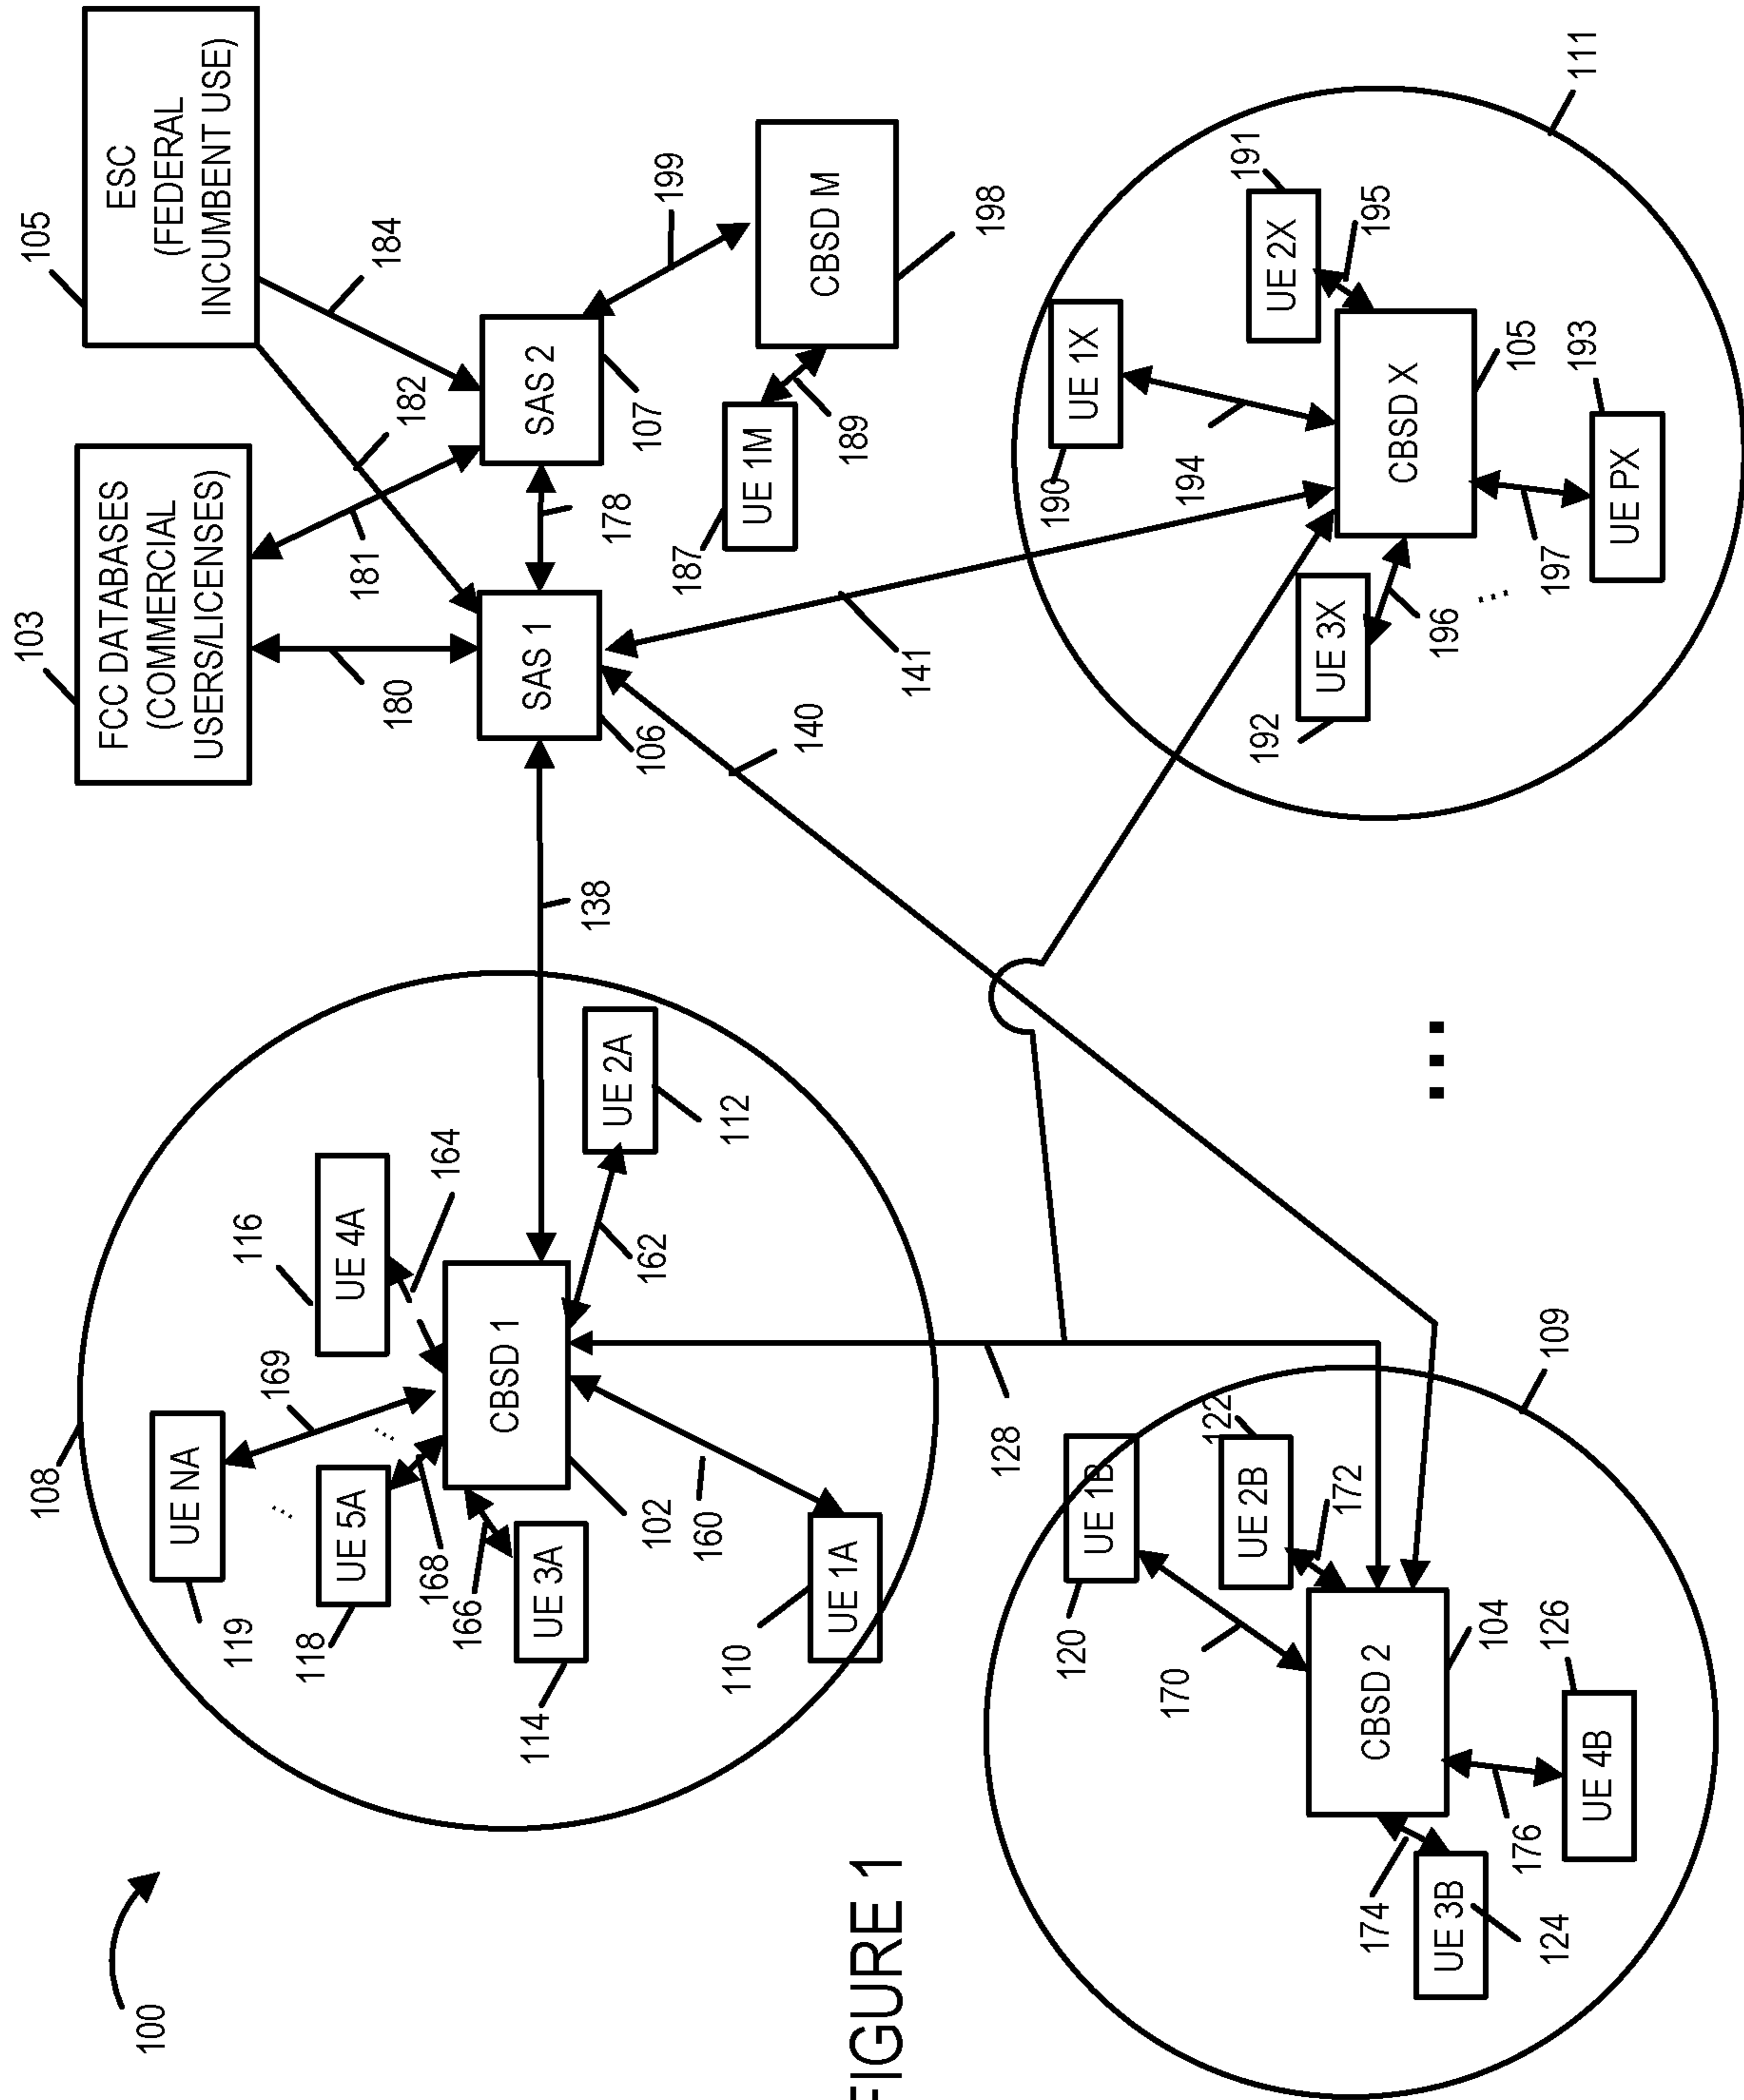 FIGURE 1
100
108
UE NA
119
169
...
...
UE 5A
118
168
UE 4A
116
164
CBSD 1
102
UE 3A
114
166
UE 2A
112
162
UE 1A
110
160
138
128
FCC DATABASES
(COMMERCIAL
USERS/LICENSES)
103
ESC
(FEDERAL
INCUMBENT USE)
105
180
181
182
184
SAS 1
106
178
SAS 2
107
199
CBSD M
198
UE 1M
187
189
140
141
109
UE 1B
120
170
UE 2B
122
172
CBSD 2
104
UE 3B
124
174
UE 4B
126
176
...
111
UE 1X
190
194
UE 2X
191
195
CBSD X
105
UE 3X
192
196
...
UE PX
193
197